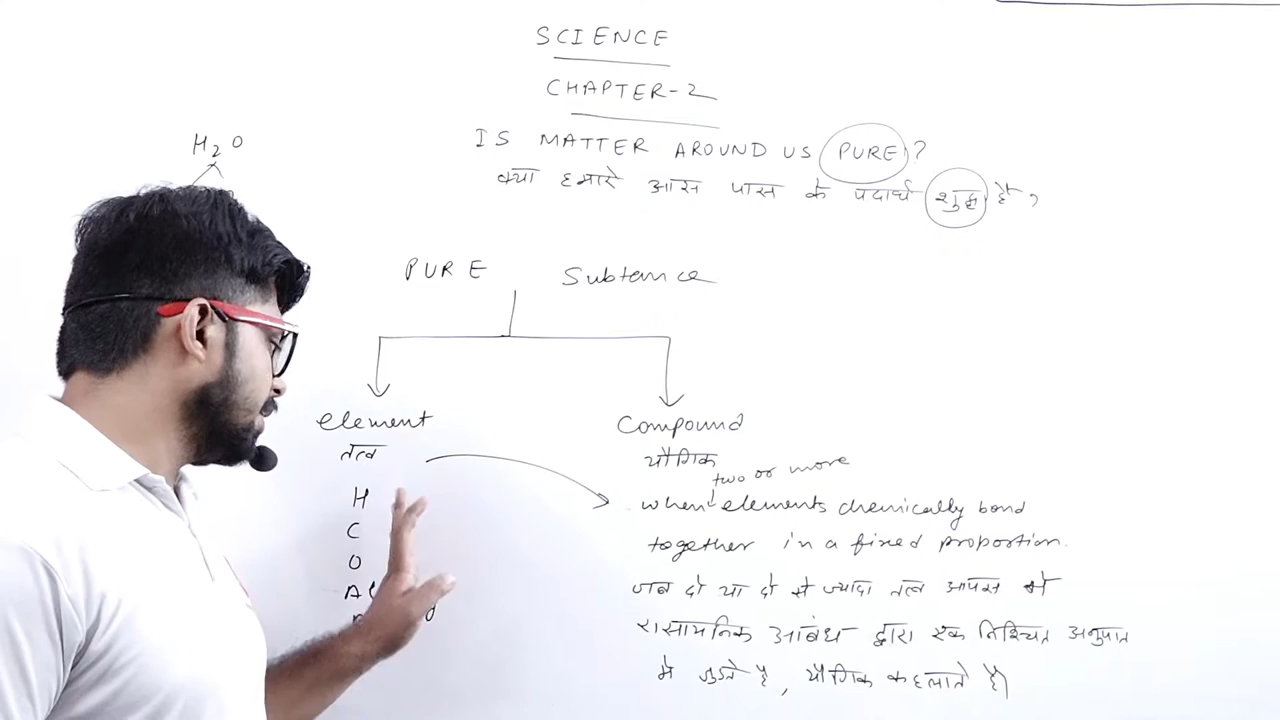 SCIENCE
CHAPTER-2
H2O
IS MATTER AROUND US PURE?
क्या हमारे आस पास के पदार्थ शुद्ध है ?
PURE Subtance
element
तत्व
H
C
O
Compound
यौगिक
two or more
when elements chemically bond
together in a fixed proportion.
जब दो या दो से ज्यादा तत्व आपस मे
रासायनिक आबंध द्वारा एक निश्चित अनुपात
मे जुडते है, यौगिक कहलाते है।